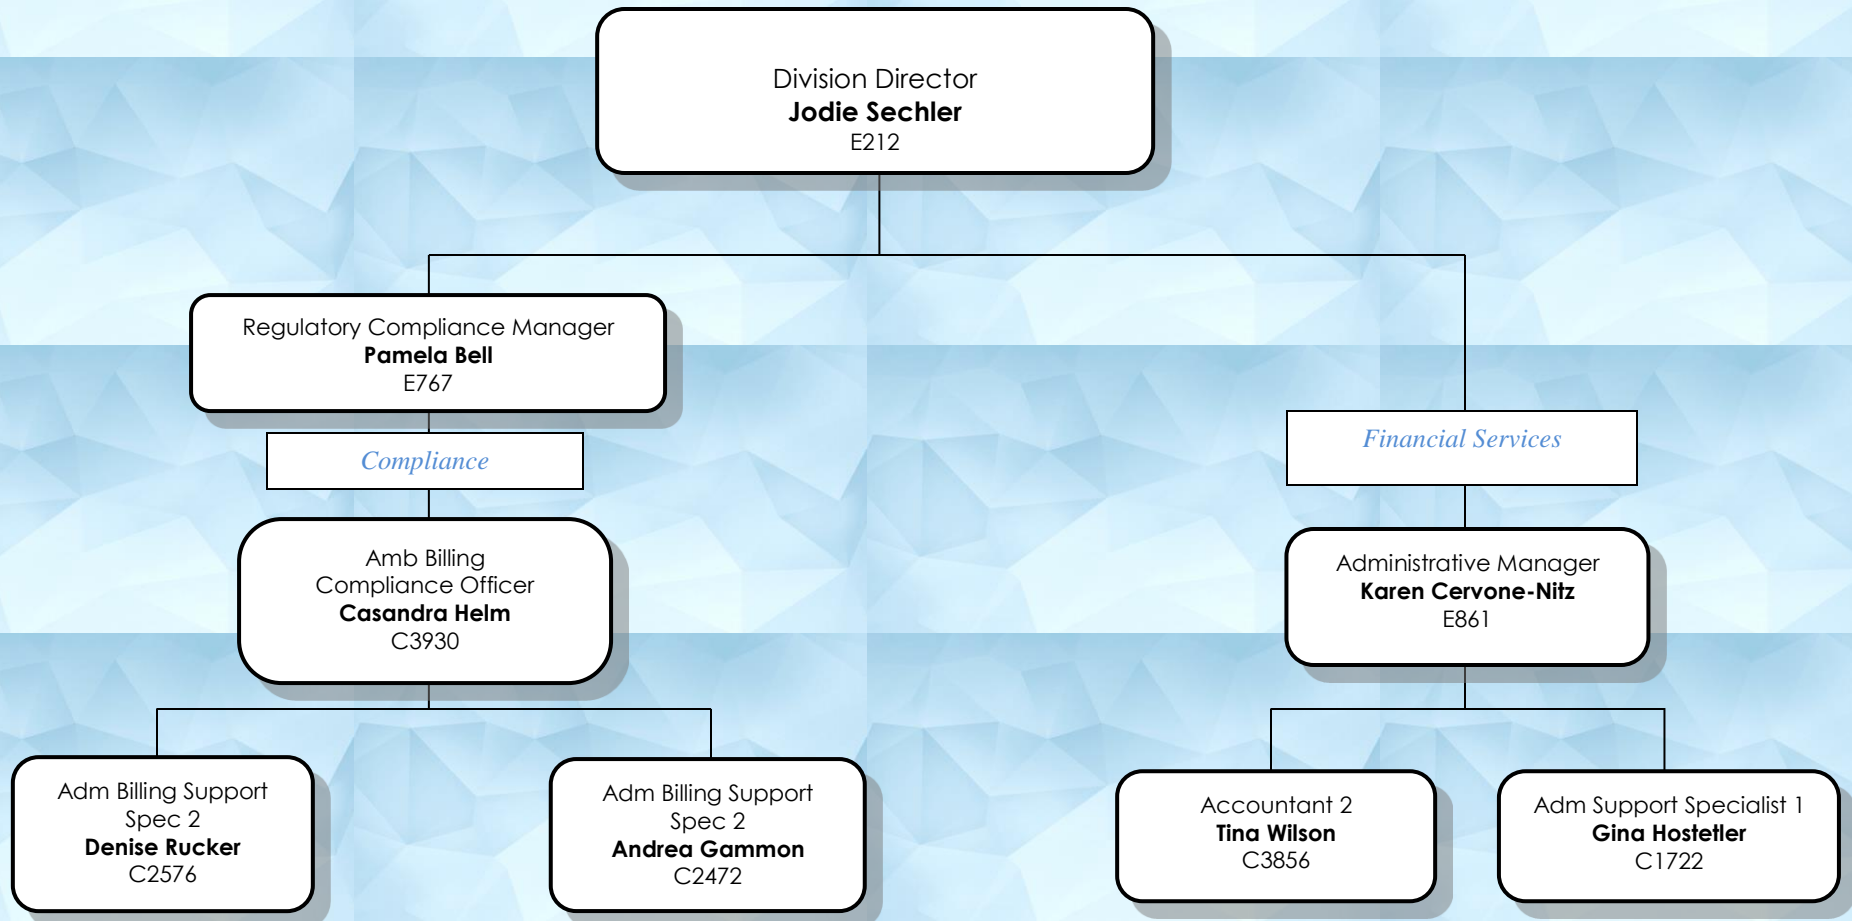 Division Director
Jodie Sechler
E212
Regulatory Compliance Manager
Pamela Bell
E767
Compliance
Financial Services
Amb Billing
Compliance Officer
Casandra Helm
C3930
Administrative Manager
Karen Cervone-Nitz
E861
Adm Billing Support
Spec 2
Denise Rucker
C2576
Adm Billing Support
Spec 2
Andrea Gammon
C2472
Accountant 2
Tina Wilson
C3856
Adm Support Specialist 1
Gina Hostetler
C1722